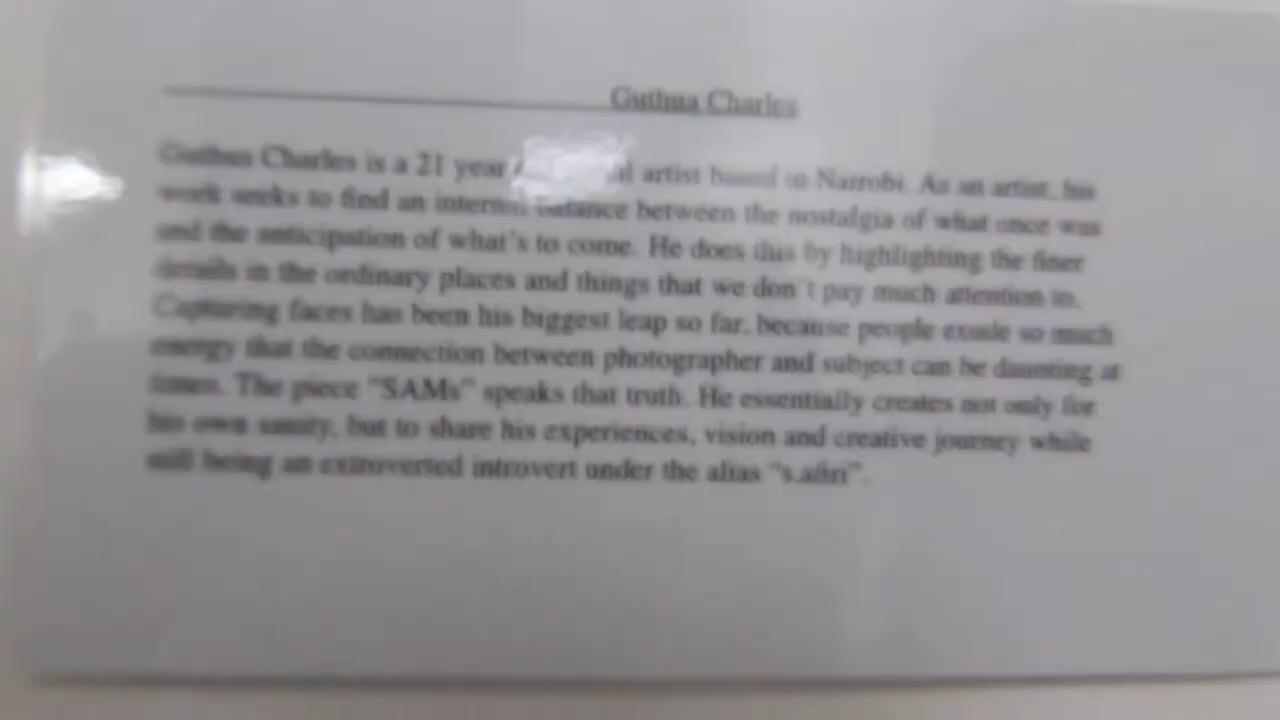 Guthua Charles
Guthua Charles is a 21 year artist based in Nairobi. As an artist, his
work seeks to find an internal balance between the nostalgia of what once was
and the anticipation of what's to come. He does this by highlighting the finer
details in the ordinary places and things that we don't pay much attention to.
Capturing faces has been his biggest leap so far, because people exude so much
energy that the connection between photographer and subject can be daunting at
times. The piece "SAMs" speaks that truth. He essentially creates not only for
his own sanity, but to share his experiences, vision and creative journey while
still being an extroverted introvert under the alias "s.afiri".